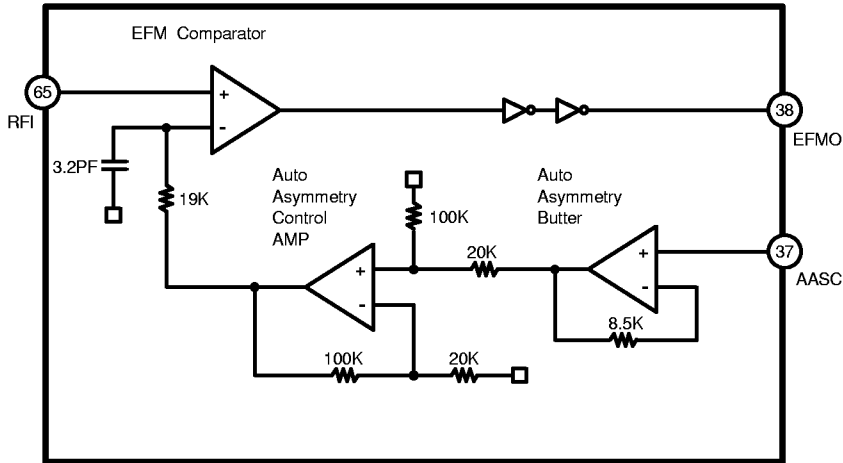 EFM Comparator
65
RFI
+
-
38
EFMO
3.2PF
19K
Auto
Asymmetry
Control
AMP
100K
Auto
Asymmetry
Butter
20K
37
AASC
+
-
+
-
8.5K
100K
20K